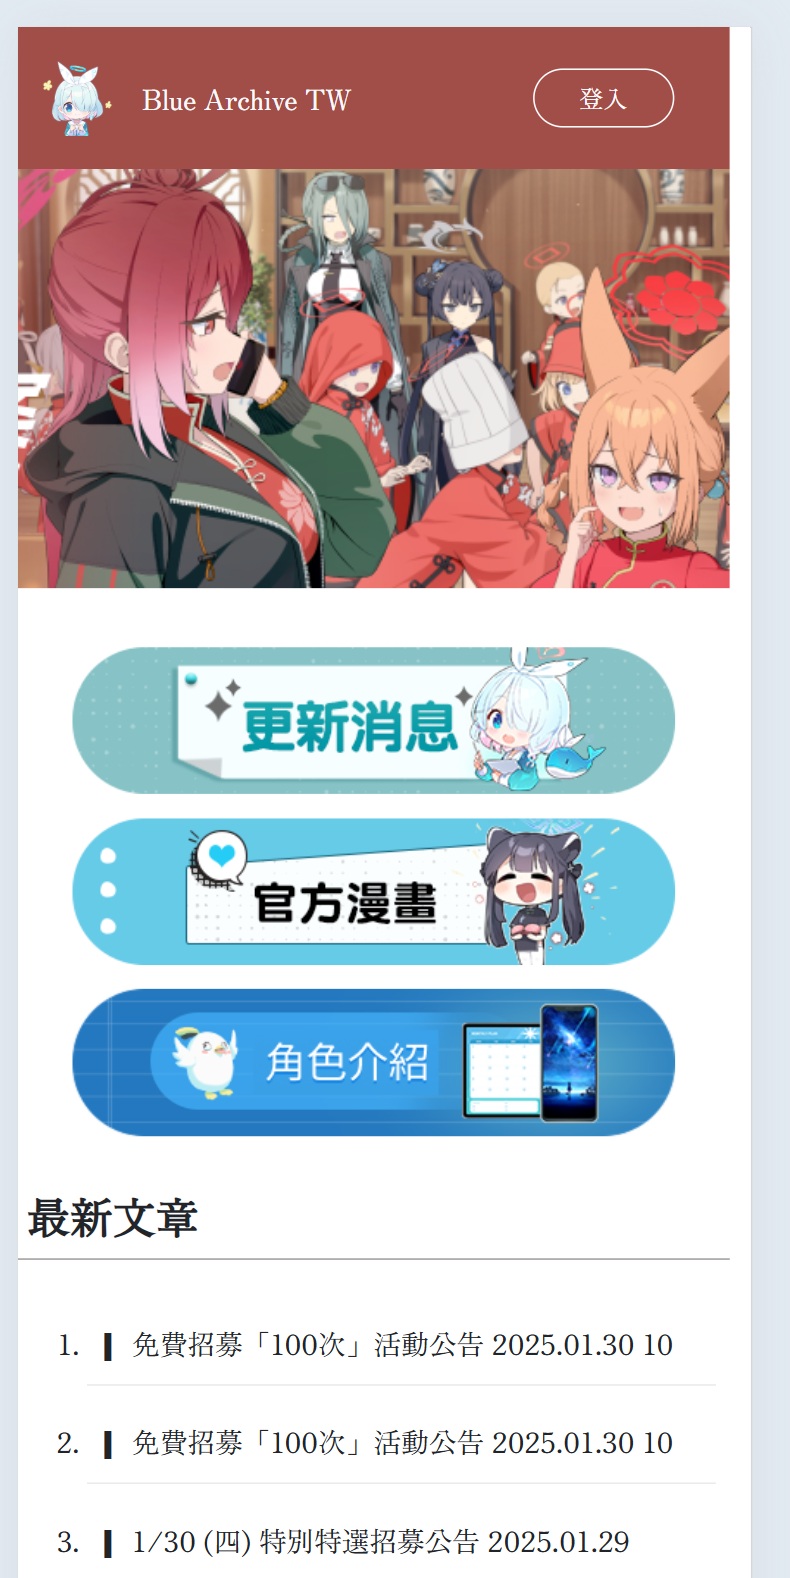 Blue Archive TW
登入
更新消息
官方漫畫
角色介紹
最新文章
1. ▌ 免費招募「100次」活動公告 2025.01.30 10
2. ▌ 免費招募「100次」活動公告 2025.01.30 10
3. ▌ 1/30 (四) 特別特選招募公告 2025.01.29